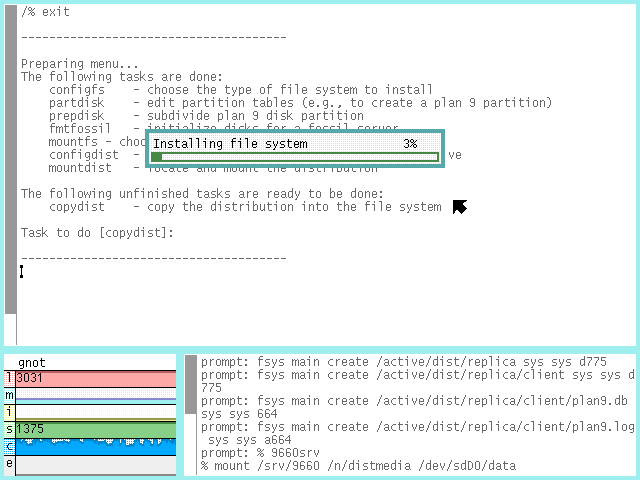 /% exit
--------------------------------------
Preparing menu...
The following tasks are done:
configfs - choose the type of file system to install
partdisk - edit partition tables (e.g., to create a plan 9 partition)
prepdisk - subdivide plan 9 disk partition
fmtfossil - initialize disks for a fossil server
mountfs - choo
Installing file system 3%
configdist - ve
mountdist - locate and mount the distribution
The following unfinished tasks are ready to be done:
copydist - copy the distribution into the file system
Task to do [copydist]:
--------------------------------------
gnot
l 3031
m
i
s 1375
c
e
prompt: fsys main create /active/dist/replica sys sys d775
prompt: fsys main create /active/dist/replica/client sys sys d
775
prompt: fsys main create /active/dist/replica/client/plan9.db
sys sys 664
prompt: fsys main create /active/dist/replica/client/plan9.log
sys sys a664
prompt: % 9660srv
% mount /srv/9660 /n/distmedia /dev/sdD0/data